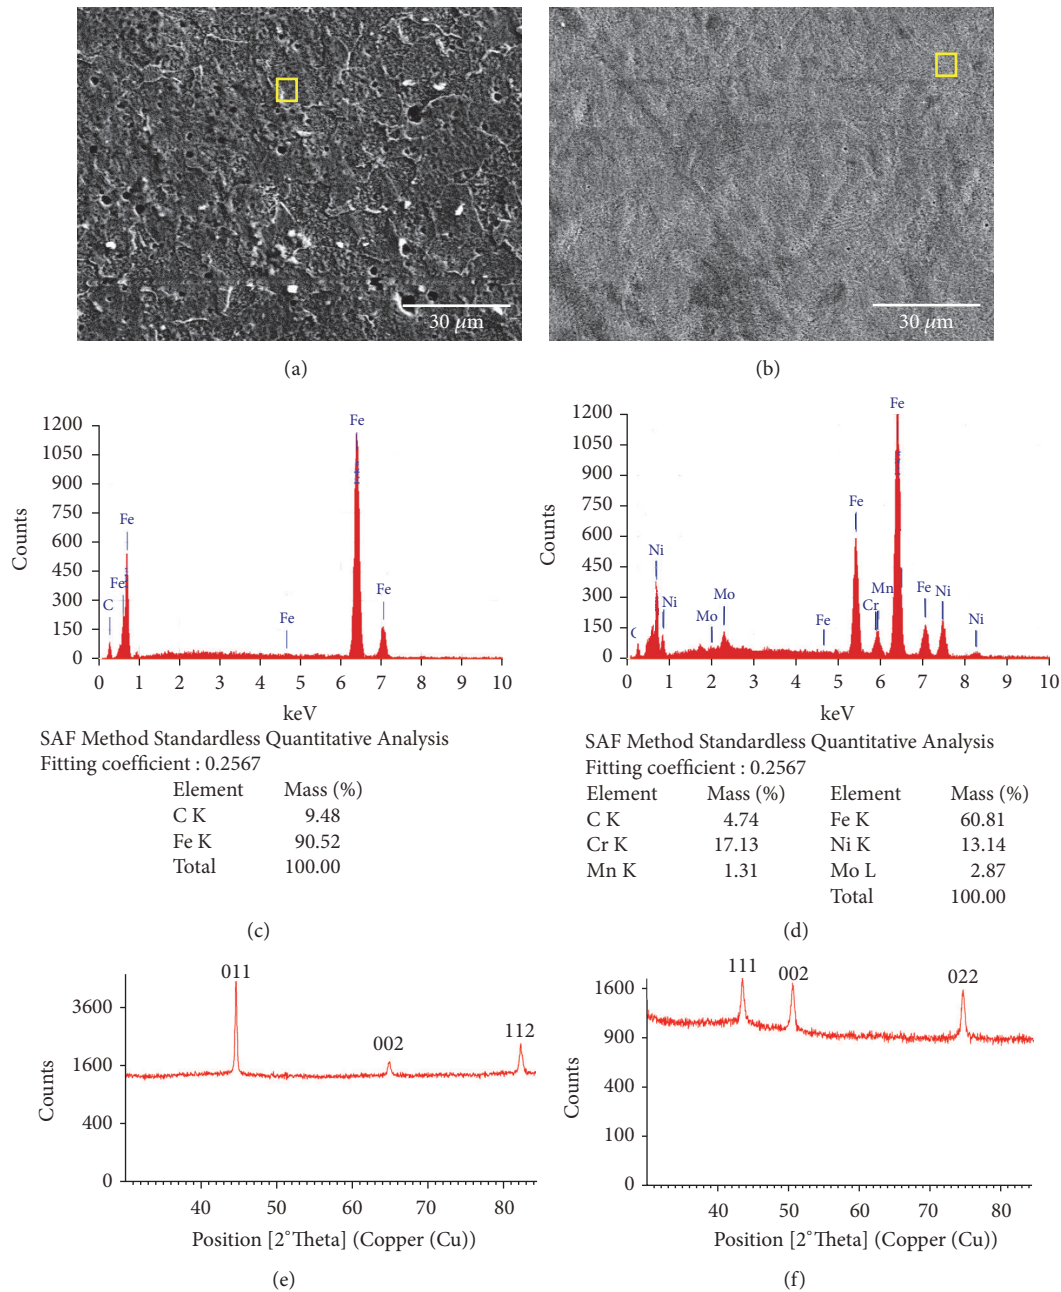 30 μm
30 μm
(a)
(b)
Fe
1200
1050
900
750
600
450
300
150
0
Counts
C
Fe
Fe
Fe
Fe
0 1 2 3 4 5 6 7 8 9 10
keV
SAF Method Standardless Quantitative Analysis
Fitting coefficient : 0.2567
Element Mass (%)
C K 9.48
Fe K 90.52
Total 100.00
(c)
Fe
1200
1050
900
750
600
450
300
150
0
Counts
Ni
Ni
Mo
Mo
Fe
Fe
Cr
Mn
Fe
Ni
Ni
0 1 2 3 4 5 6 7 8 9 10
keV
SAF Method Standardless Quantitative Analysis
Fitting coefficient : 0.2567
Element Mass (%) Element Mass (%)
C K 4.74 Fe K 60.81
Cr K 17.13 Ni K 13.14
Mn K 1.31 Mo L 2.87
Total 100.00
(d)
011
002
112
3600
1600
400
0
Counts
40 50 60 70 80
Position [2°Theta] (Copper (Cu))
(e)
111
002
022
1600
900
400
100
0
Counts
40 50 60 70 80
Position [2°Theta] (Copper (Cu))
(f)